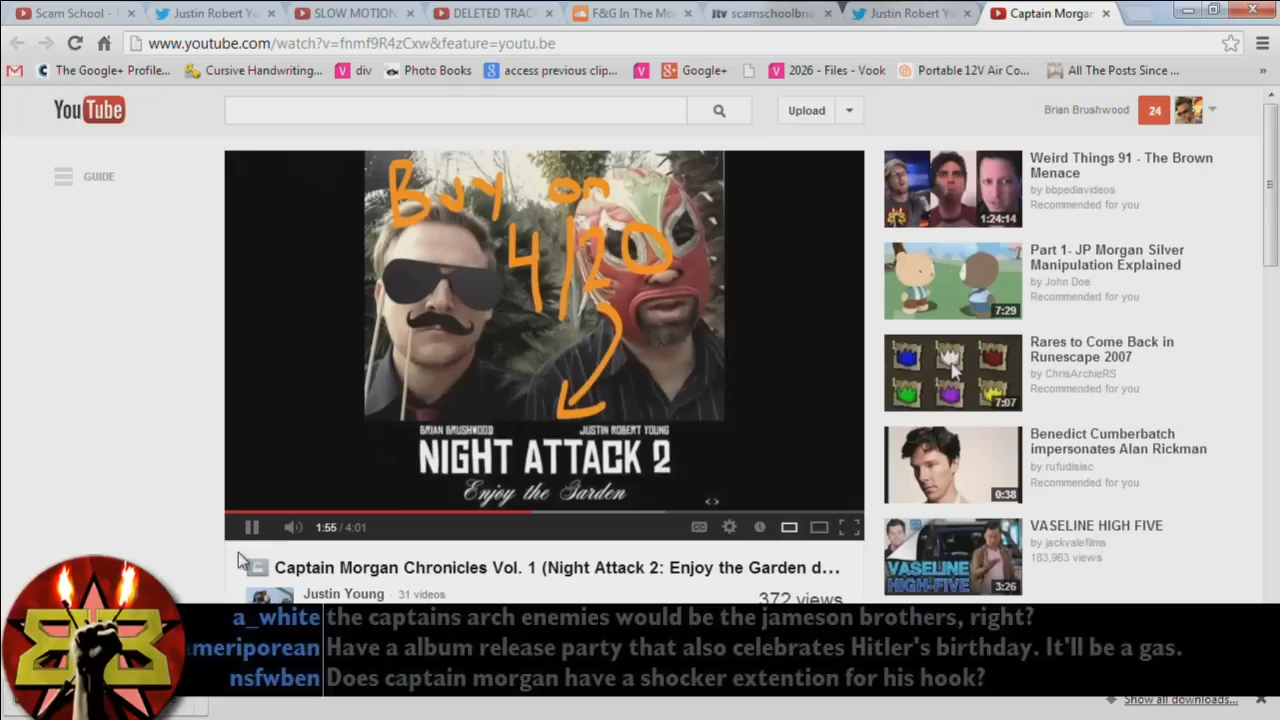 Scam School - T
Justin Robert Y
SLOW MOTION
DELETED TRAC
F&G In The M
jtv scamschoolbr
Justin Robert Y
Captain Morgan
www.youtube.com/watch?v=fnmf9R4zCxw&feature=youtu.be
The Google+ Profile...
Cursive Handwriting...
div
Photo Books
access previous clip...
Google+
2026 - Files - Vook
Portable 12V Air Co...
All The Posts Since ...
YouTube
Upload
Brian Brushwood
24
GUIDE
Buy on
4/20
BRIAN BRUSHWOOD
JUSTIN ROBERT YOUNG
NIGHT ATTACK 2
Enjoy the Garden
1:55 / 4:01
Captain Morgan Chronicles Vol. 1 (Night Attack 2: Enjoy the Garden d...
Justin Young · 31 videos
372 views
Weird Things 91 - The Brown
Menace
by bbpediavideos
Recommended for you
1:24:14
Part 1- JP Morgan Silver
Manipulation Explained
by John Doe
Recommended for you
7:29
Rares to Come Back in
Runescape 2007
by ChrisArchieRS
Recommended for you
7:07
Benedict Cumberbatch
impersonates Alan Rickman
by rufudisiac
Recommended for you
0:38
VASELINE HIGH FIVE
by jackvalefilms
183,963 views
VASELINE
HIGH-FIVE
3:26
a_white the captains arch enemies would be the jameson brothers, right?
ameriporean Have a album release party that also celebrates Hitler's birthday. It'll be a gas.
nsfwben Does captain morgan have a shocker extention for his hook?
Show all downloads...